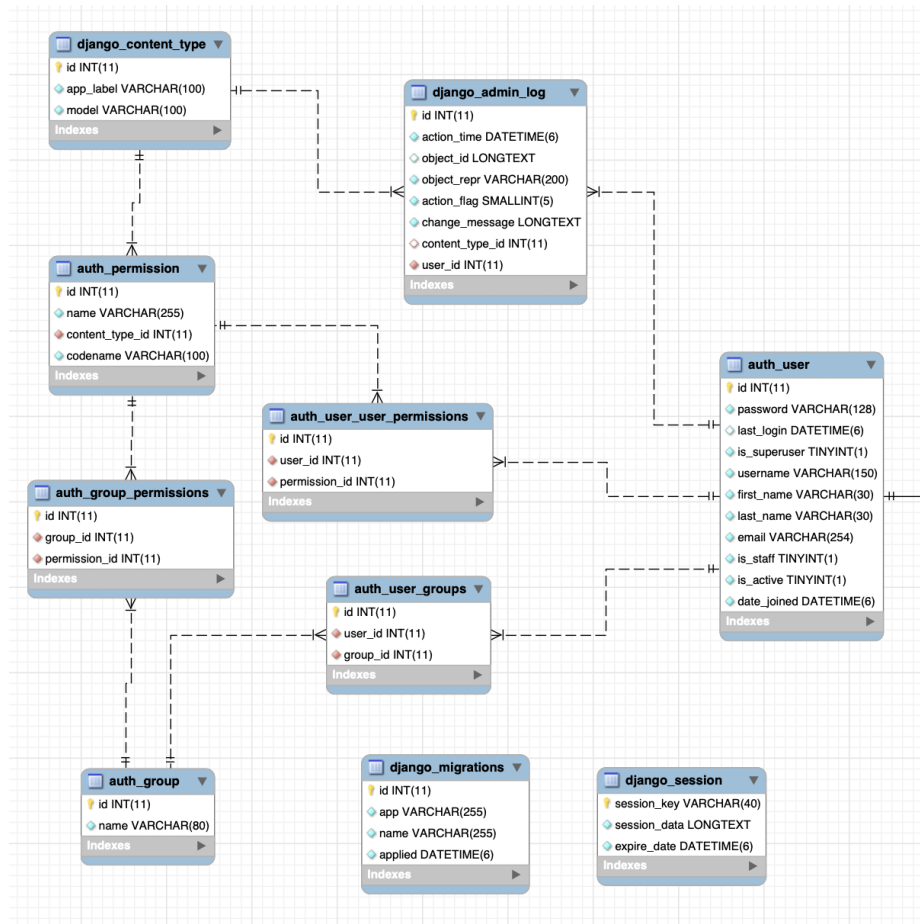 django_content_type
id INT(11)
app_label VARCHAR(100)
model VARCHAR(100)
Indexes
django_admin_log
id INT(11)
action_time DATETIME(6)
object_id LONGTEXT
object_repr VARCHAR(200)
action_flag SMALLINT(5)
change_message LONGTEXT
content_type_id INT(11)
user_id INT(11)
Indexes
auth_permission
id INT(11)
name VARCHAR(255)
content_type_id INT(11)
codename VARCHAR(100)
Indexes
auth_user
id INT(11)
password VARCHAR(128)
last_login DATETIME(6)
is_superuser TINYINT(1)
username VARCHAR(150)
first_name VARCHAR(30)
last_name VARCHAR(30)
email VARCHAR(254)
is_staff TINYINT(1)
is_active TINYINT(1)
date_joined DATETIME(6)
Indexes
auth_user_user_permissions
id INT(11)
user_id INT(11)
permission_id INT(11)
Indexes
auth_group_permissions
id INT(11)
group_id INT(11)
permission_id INT(11)
Indexes
auth_user_groups
id INT(11)
user_id INT(11)
group_id INT(11)
Indexes
auth_group
id INT(11)
name VARCHAR(80)
Indexes
django_migrations
id INT(11)
app VARCHAR(255)
name VARCHAR(255)
applied DATETIME(6)
Indexes
django_session
session_key VARCHAR(40)
session_data LONGTEXT
expire_date DATETIME(6)
Indexes